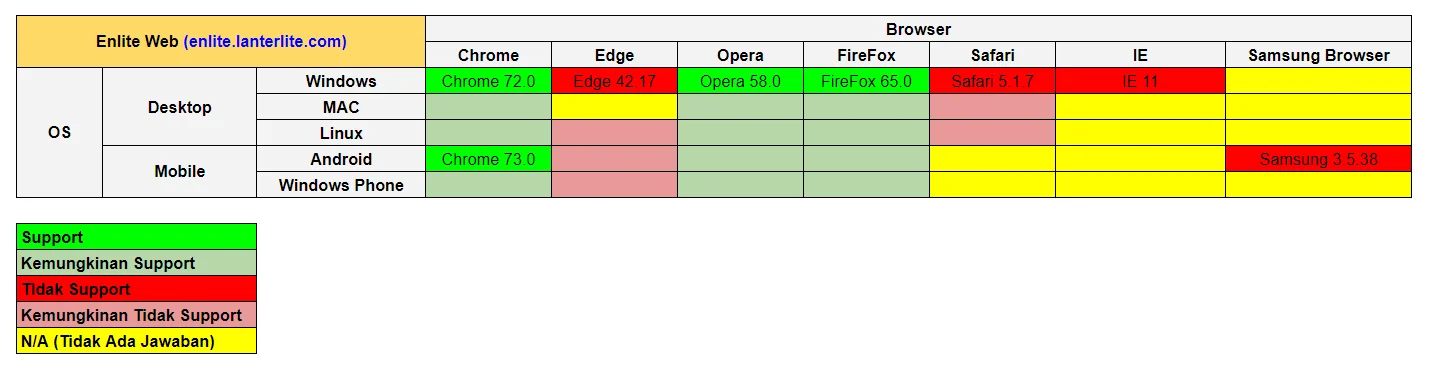 Enlite Web (enlite.lanterlite.com)
Browser
Chrome Edge Opera FireFox Safari IE Samsung Browser
OS
Desktop
Windows Chrome 72.0 Edge 42.17 Opera 58.0 FireFox 65.0 Safari 5.1.7 IE 11
MAC
Linux
Mobile
Android Chrome 73.0 Samsung 3.5.38
Windows Phone
Support
Kemungkinan Support
TIdak Support
Kemungkinan Tidak Support
N/A (Tidak Ada Jawaban)